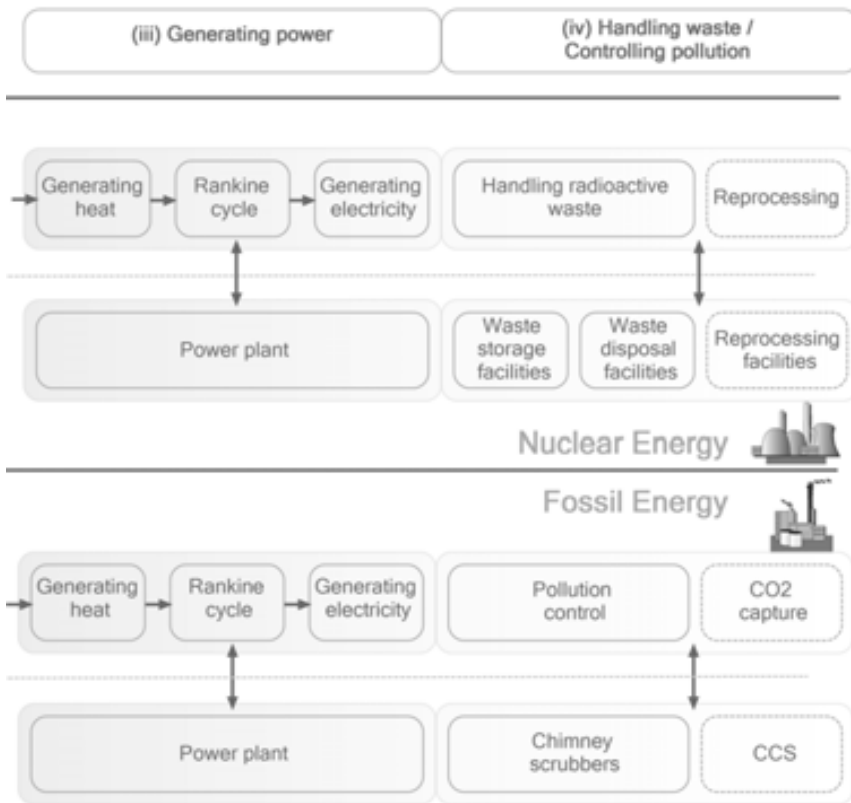 (iii) Generating power
(iv) Handling waste /
Controlling pollution
Generating
heat
Rankine
cycle
Generating
electricity
Handling radioactive
waste
Reprocessing
Power plant
Waste
storage
facilities
Waste
disposal
facilities
Reprocessing
facilities
Nuclear Energy
Fossil Energy
Generating
heat
Rankine
cycle
Generating
electricity
Pollution
control
CO2
capture
Power plant
Chimney
scrubbers
CCS